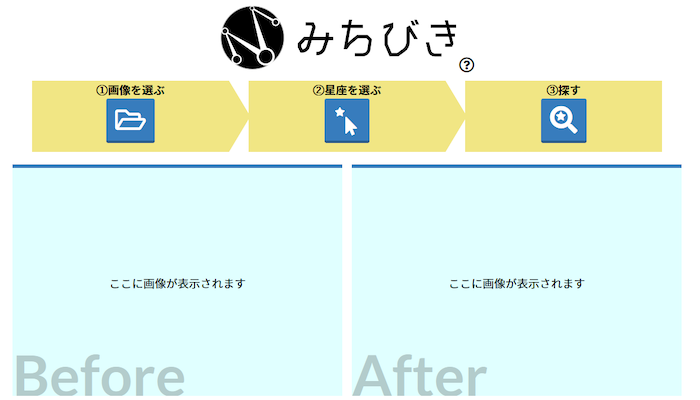 みちびき
?
①画像を選ぶ
②星座を選ぶ
③探す
ここに画像が表示されます
ここに画像が表示されます
Before
After